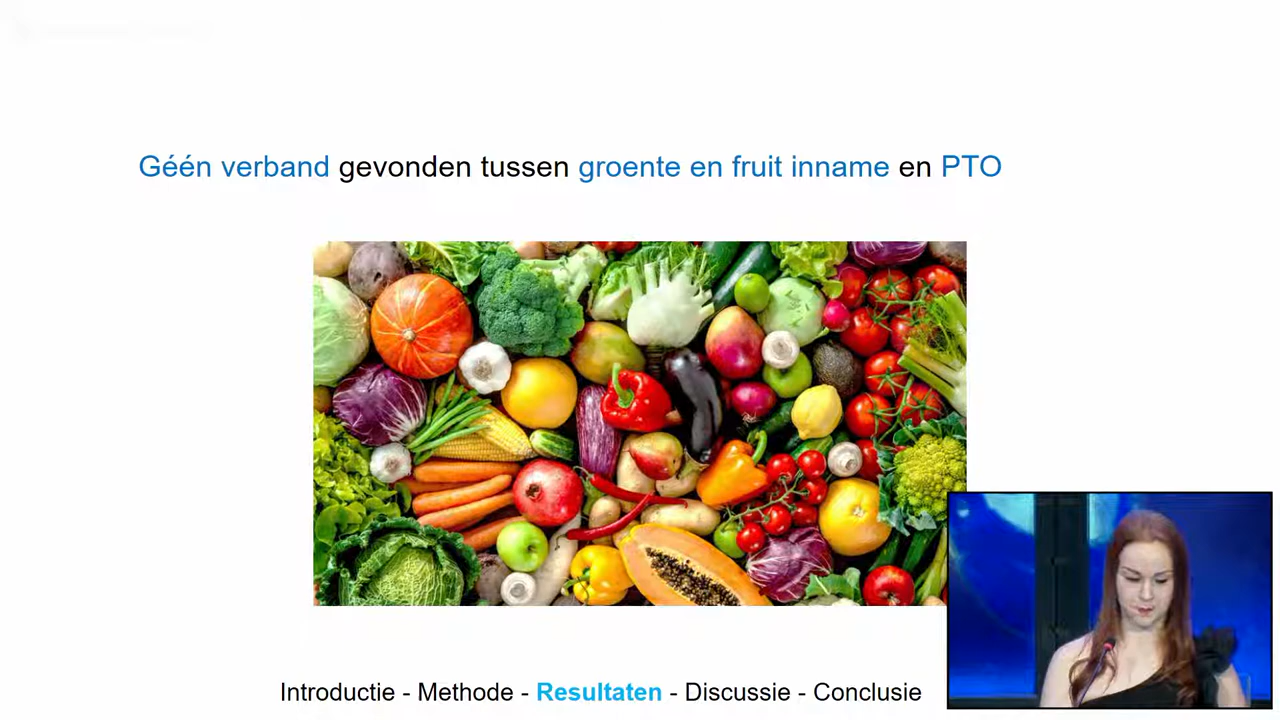 Géén verband gevonden tussen groente en fruit inname en PTO
Introductie - Methode - Resultaten - Discussie - Conclusie